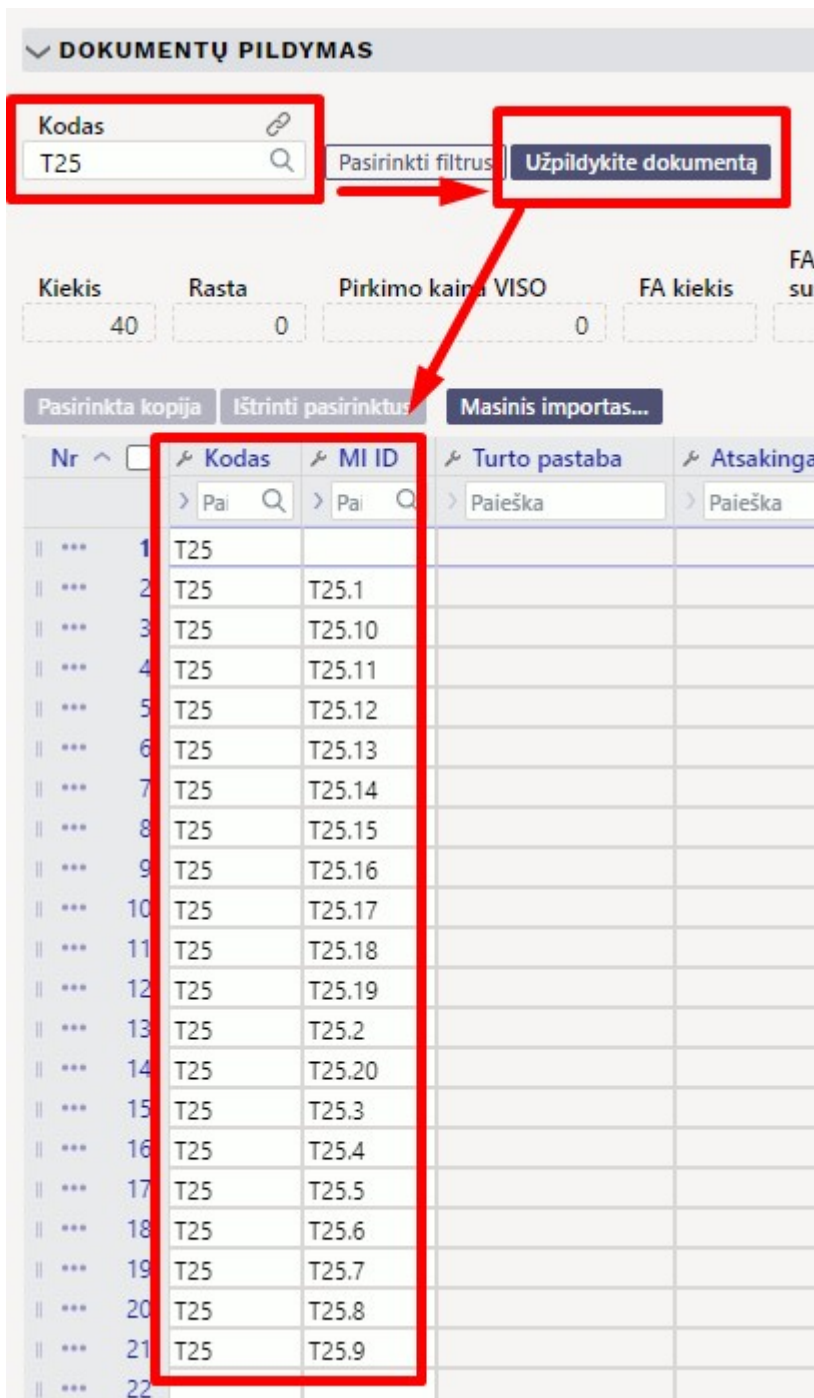 DOKUMENTŲ PILDYMAS
Kodas
T25 Pasirinkti filtrus Užpildykite dokumentą
FA
Kiekis Rasta Pirkimo kaina VISO FA kiekis su
40 0 0
Pasirinkta kopija Ištrinti pasirinktus Masinis importas...
Nr Kodas MI ID Turto pastaba Atsakinga
Pai Pai Paieška Paieška
1 T25
2 T25 T25.1
3 T25 T25.10
4 T25 T25.11
5 T25 T25.12
6 T25 T25.13
7 T25 T25.14
8 T25 T25.15
9 T25 T25.16
10 T25 T25.17
11 T25 T25.18
12 T25 T25.19
13 T25 T25.2
14 T25 T25.20
15 T25 T25.3
16 T25 T25.4
17 T25 T25.5
18 T25 T25.6
19 T25 T25.7
20 T25 T25.8
21 T25 T25.9
22